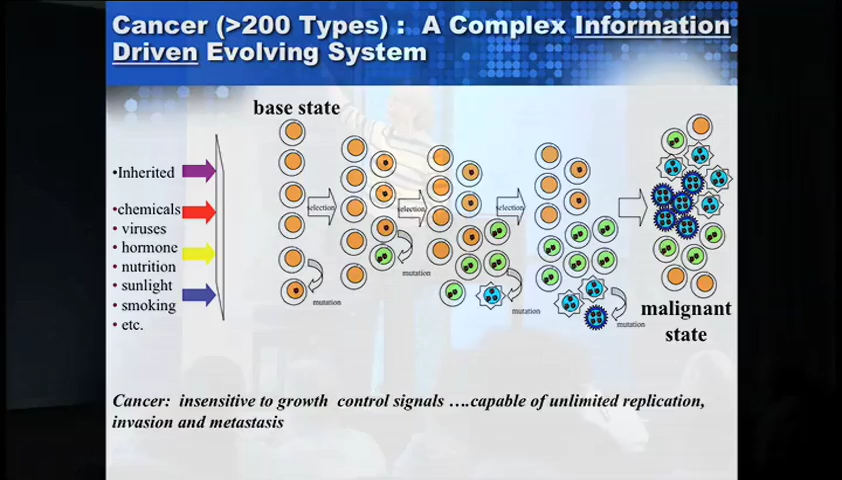 Cancer (>200 Types) : A Complex Information
Driven Evolving System
base state
•Inherited
•chemicals
• viruses
• hormone
• nutrition
• sunlight
• smoking
• etc.
selection
selection
selection
mutation
mutation
mutation
mutation
malignant
state
Cancer: insensitive to growth control signals ….capable of unlimited replication,
invasion and metastasis